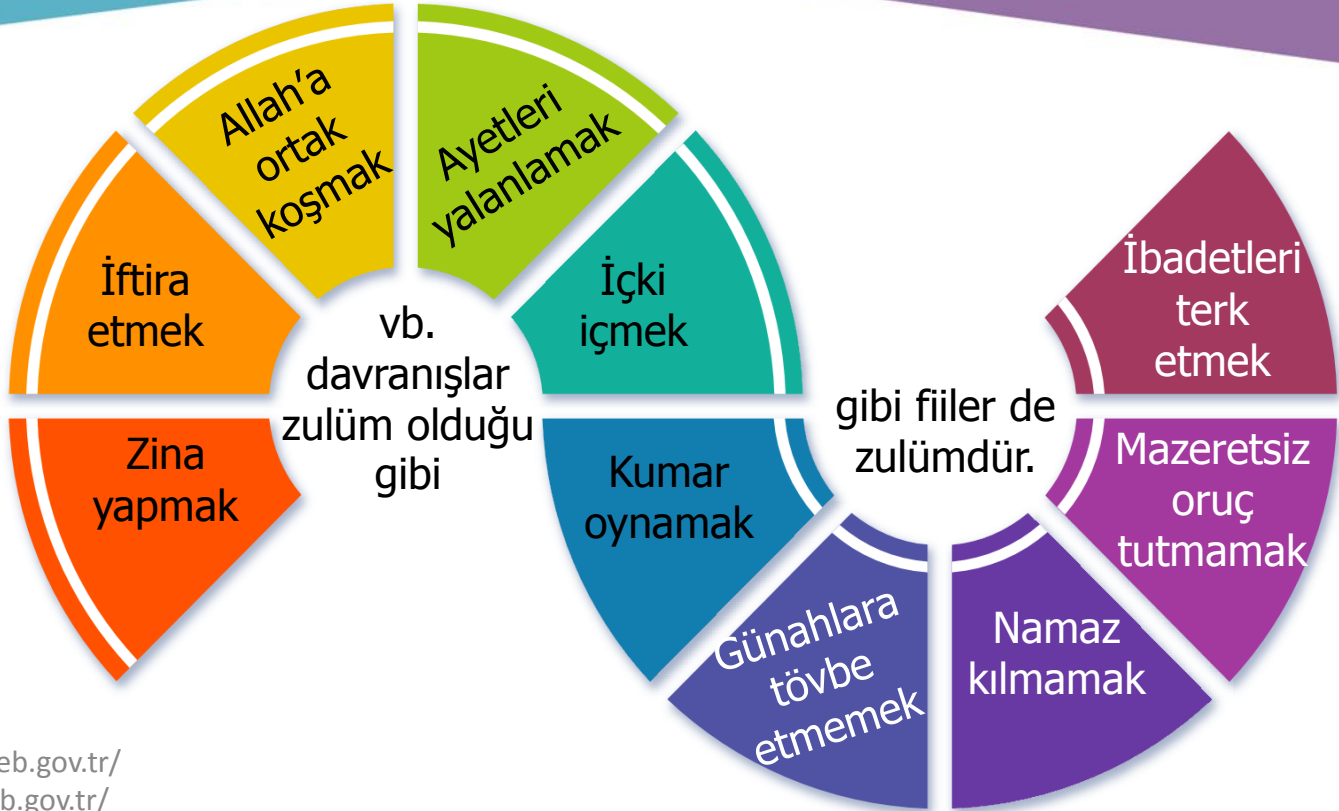 Zina
yapmak
İftira
etmek
Allah’a
ortak
koşmak
Ayetleri
yalanlamak
İçki
içmek
Kumar
oynamak
vb.
davranışlar
zulüm olduğu
gibi
Günahlara
tövbe
etmemek
Namaz
kılmamak
Mazeretsiz
oruç
tutmamak
İbadetleri
terk
etmek
gibi fiiler de
zulümdür.
eb.gov.tr/
b.gov.tr/